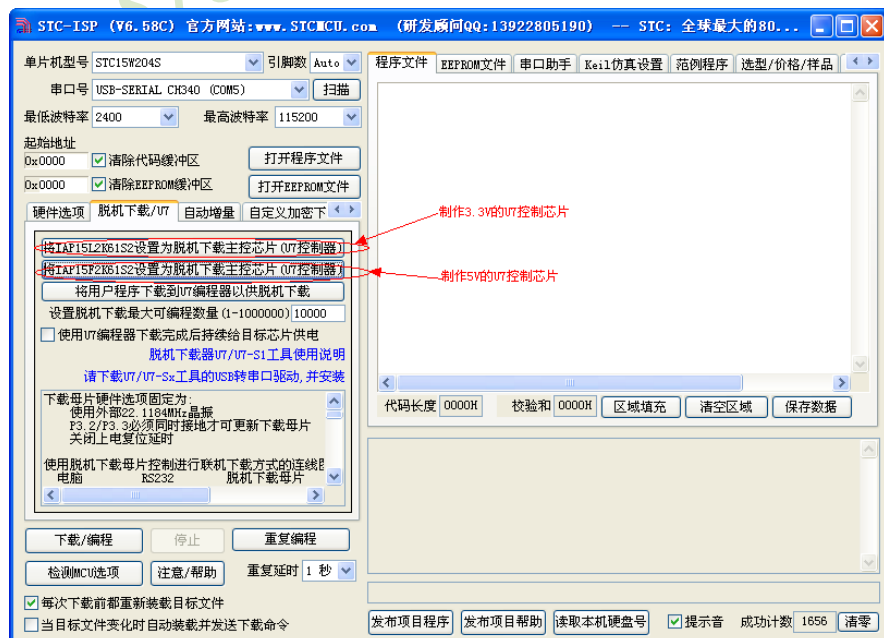 STC-ISP (V6.58C) 官方网站:www.STCMCU.com (研发顾问QQ:13922805190) -- STC: 全球最大的80...
单片机型号 STC15W204S 引脚数 Auto
串口号 USB-SERIAL CH340 (COM5) 扫描
最低波特率 2400 最高波特率 115200
起始地址
0x0000 清除代码缓冲区 打开程序文件
0x0000 清除EEPROM缓冲区 打开EEPROM文件
硬件选项 脱机下载/U7 自动增量 自定义加密下
将IAP15L2K61S2设置为脱机下载主控芯片(U7控制器)
将IAP15F2K61S2设置为脱机下载主控芯片(U7控制器)
将用户程序下载到U7编程器以供脱机下载
设置脱机下载最大可编程数量(1-1000000) 10000
使用U7编程器下载完成后持续给目标芯片供电
脱机下载器U7/U7-S1工具使用说明
请下载U7/U7-Sx工具的USB转串口驱动,并安装
下载母片硬件选项固定为:
使用外部22.1184MHz晶振
P3.2/P3.3必须同时接地才可更新下载母片
关闭上电复位延时
使用脱机下载母片控制进行联机下载方式的连线
电脑 RS232 脱机下载母片
下载/编程 停止 重复编程
检测MCU选项 注意/帮助 重复延时 1 秒
每次下载前都重新装载目标文件
当目标文件变化时自动装载并发送下载命令
程序文件 EEPROM文件 串口助手 Keil仿真设置 范例程序 选型/价格/样品
制作3.3V的U7控制芯片
制作5V的U7控制芯片
代码长度 0000H 校验和 0000H 区域填充 清空区域 保存数据
发布项目程序 发布项目帮助 读取本机硬盘号 提示音 成功计数 1656 清零